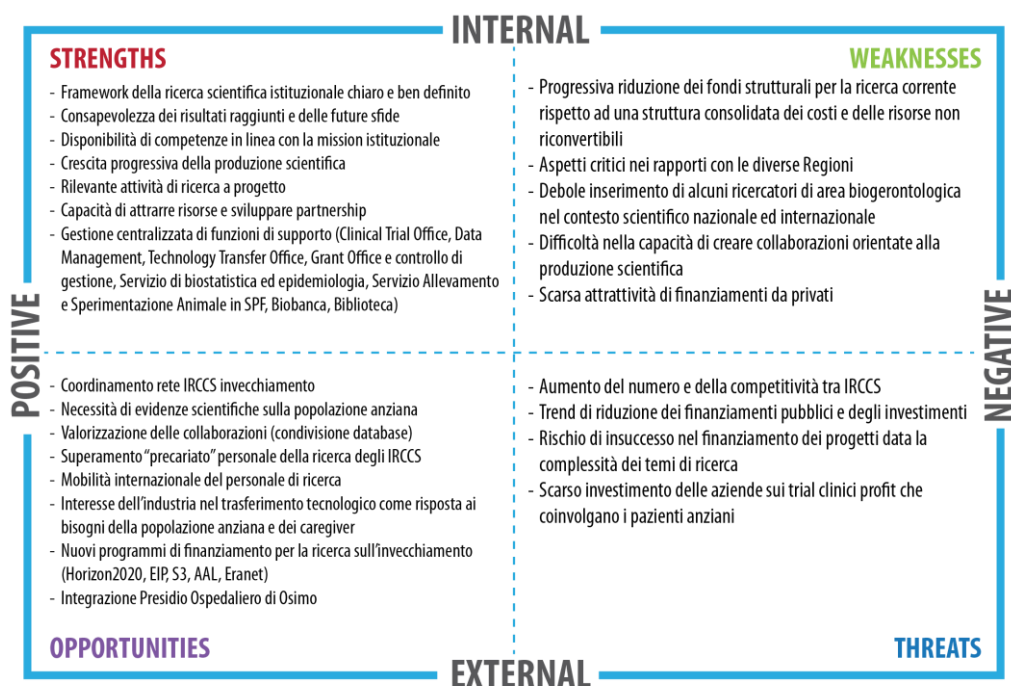 INTERNAL
STRENGTHS
- Framework della ricerca scientifica istituzionale chiaro e ben definito
- Consapevolezza dei risultati raggiunti e delle future sfide
- Disponibilità di competenze in linea con la mission istituzionale
- Crescita progressiva della produzione scientifica
- Rilevante attività di ricerca a progetto
- Capacità di attrarre risorse e sviluppare partnership
- Gestione centralizzata di funzioni di supporto (Clinical Trial Office, Data
Management, Technology Transfer Office, Grant Office e controllo di
gestione, Servizio di biostatistica ed epidemiologia, Servizio Allevamento
e Sperimentazione Animale in SPF, Biobanca, Biblioteca)
WEAKNESSES
- Progressiva riduzione dei fondi strutturali per la ricerca corrente
rispetto ad una struttura consolidata dei costi e delle risorse non
riconvertibili
- Aspetti critici nei rapporti con le diverse Regioni
- Debole inserimento di alcuni ricercatori di area biogerontologica
nel contesto scientifico nazionale ed internazionale
- Difficoltà nella capacità di creare collaborazioni orientate alla
produzione scientifica
- Scarsa attrattività di finanziamenti da privati
POSITIVE
NEGATIVE
- Coordinamento rete IRCCS invecchiamento
- Necessità di evidenze scientifiche sulla popolazione anziana
- Valorizzazione delle collaborazioni (condivisione database)
- Superamento “precariato” personale della ricerca degli IRCCS
- Mobilità internazionale del personale di ricerca
- Interesse dell’industria nel trasferimento tecnologico come risposta ai
bisogni della popolazione anziana e dei caregiver
- Nuovi programmi di finanziamento per la ricerca sull’invecchiamento
(Horizon2020, EIP, S3, AAL, Eranet)
- Integrazione Presidio Ospedaliero di Osimo
OPPORTUNITIES
- Aumento del numero e della competitività tra IRCCS
- Trend di riduzione dei finanziamenti pubblici e degli investimenti
- Rischio di insuccesso nel finanziamento dei progetti data la
complessità dei temi di ricerca
- Scarso investimento delle aziende sui trial clinici profit che
coinvolgano i pazienti anziani
THREATS
EXTERNAL